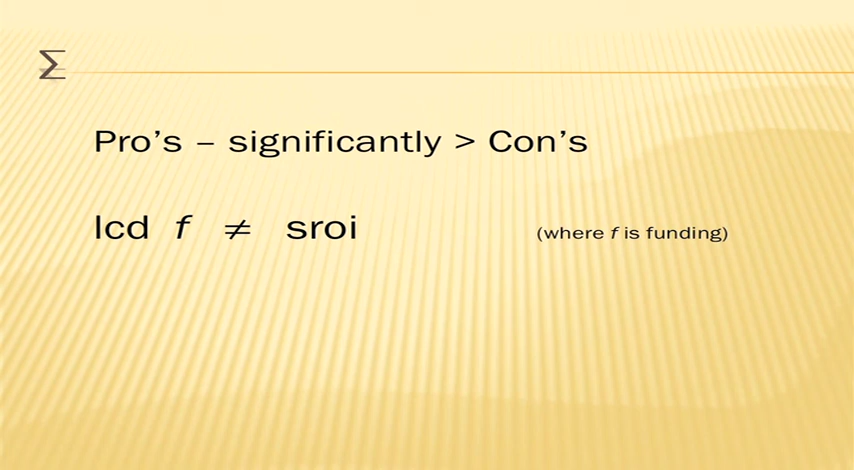 Σ
Pro’s – significantly > Con’s
lcd f ≠ sroi (where f is funding)